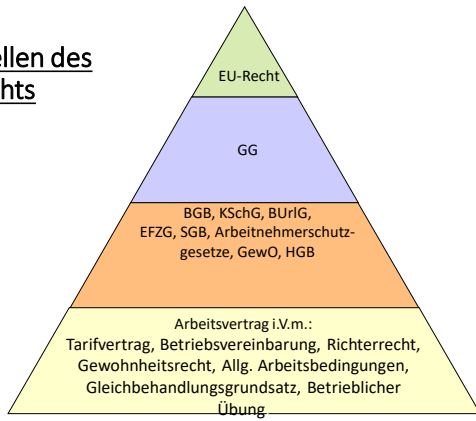 llen des
hts
EU-Recht
GG
BGB, KSchG, BUrlG,
EFZG, SGB, Arbeitnehmerschutz-
gesetze, GewO, HGB
Arbeitsvertrag i.V.m.:
Tarifvertrag, Betriebsvereinbarung, Richterrecht,
Gewohnheitsrecht, Allg. Arbeitsbedingungen,
Gleichbehandlungsgrundsatz, Betrieblicher
Übung